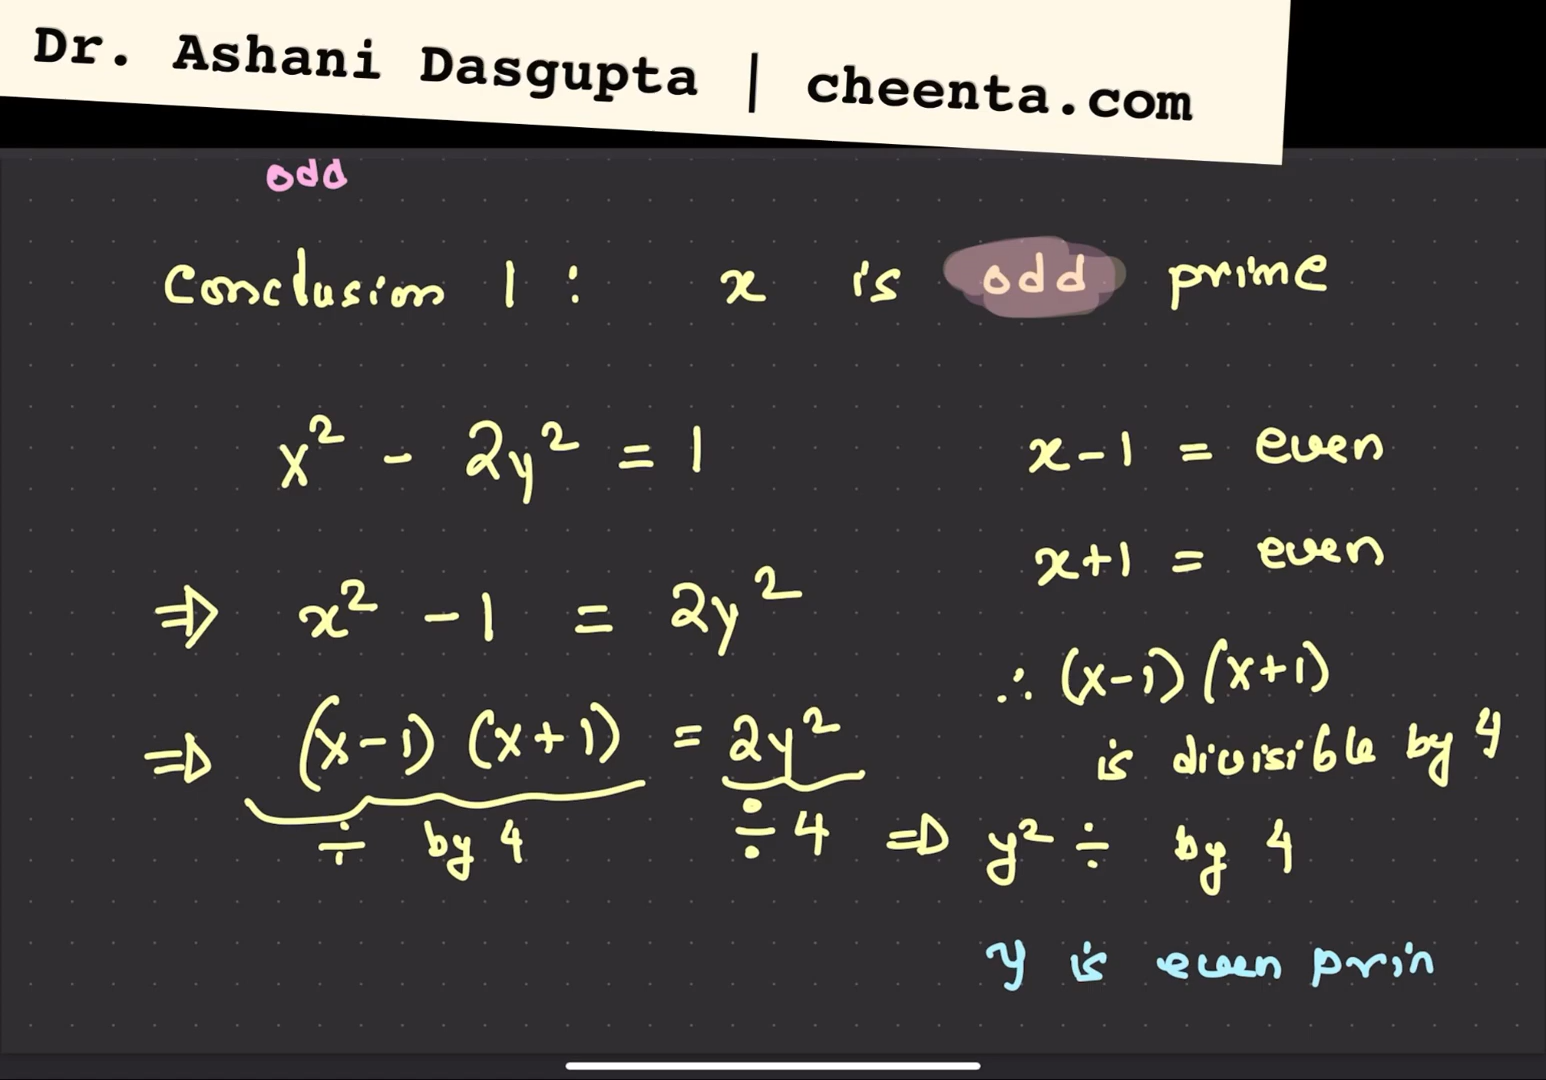 Dr. Ashani Dasgupta | cheenta.com
odd
Conclusion 1 : x is odd prime
x² - 2y² = 1
x-1 = even
x+1 = even
⇒ x² - 1 = 2y²
∴ (x-1) (x+1)
is divisible by 4
⇒ (x-1) (x+1) = 2y²
÷ by 4
÷ 4 ⇒ y² ÷ by 4
y is even prin